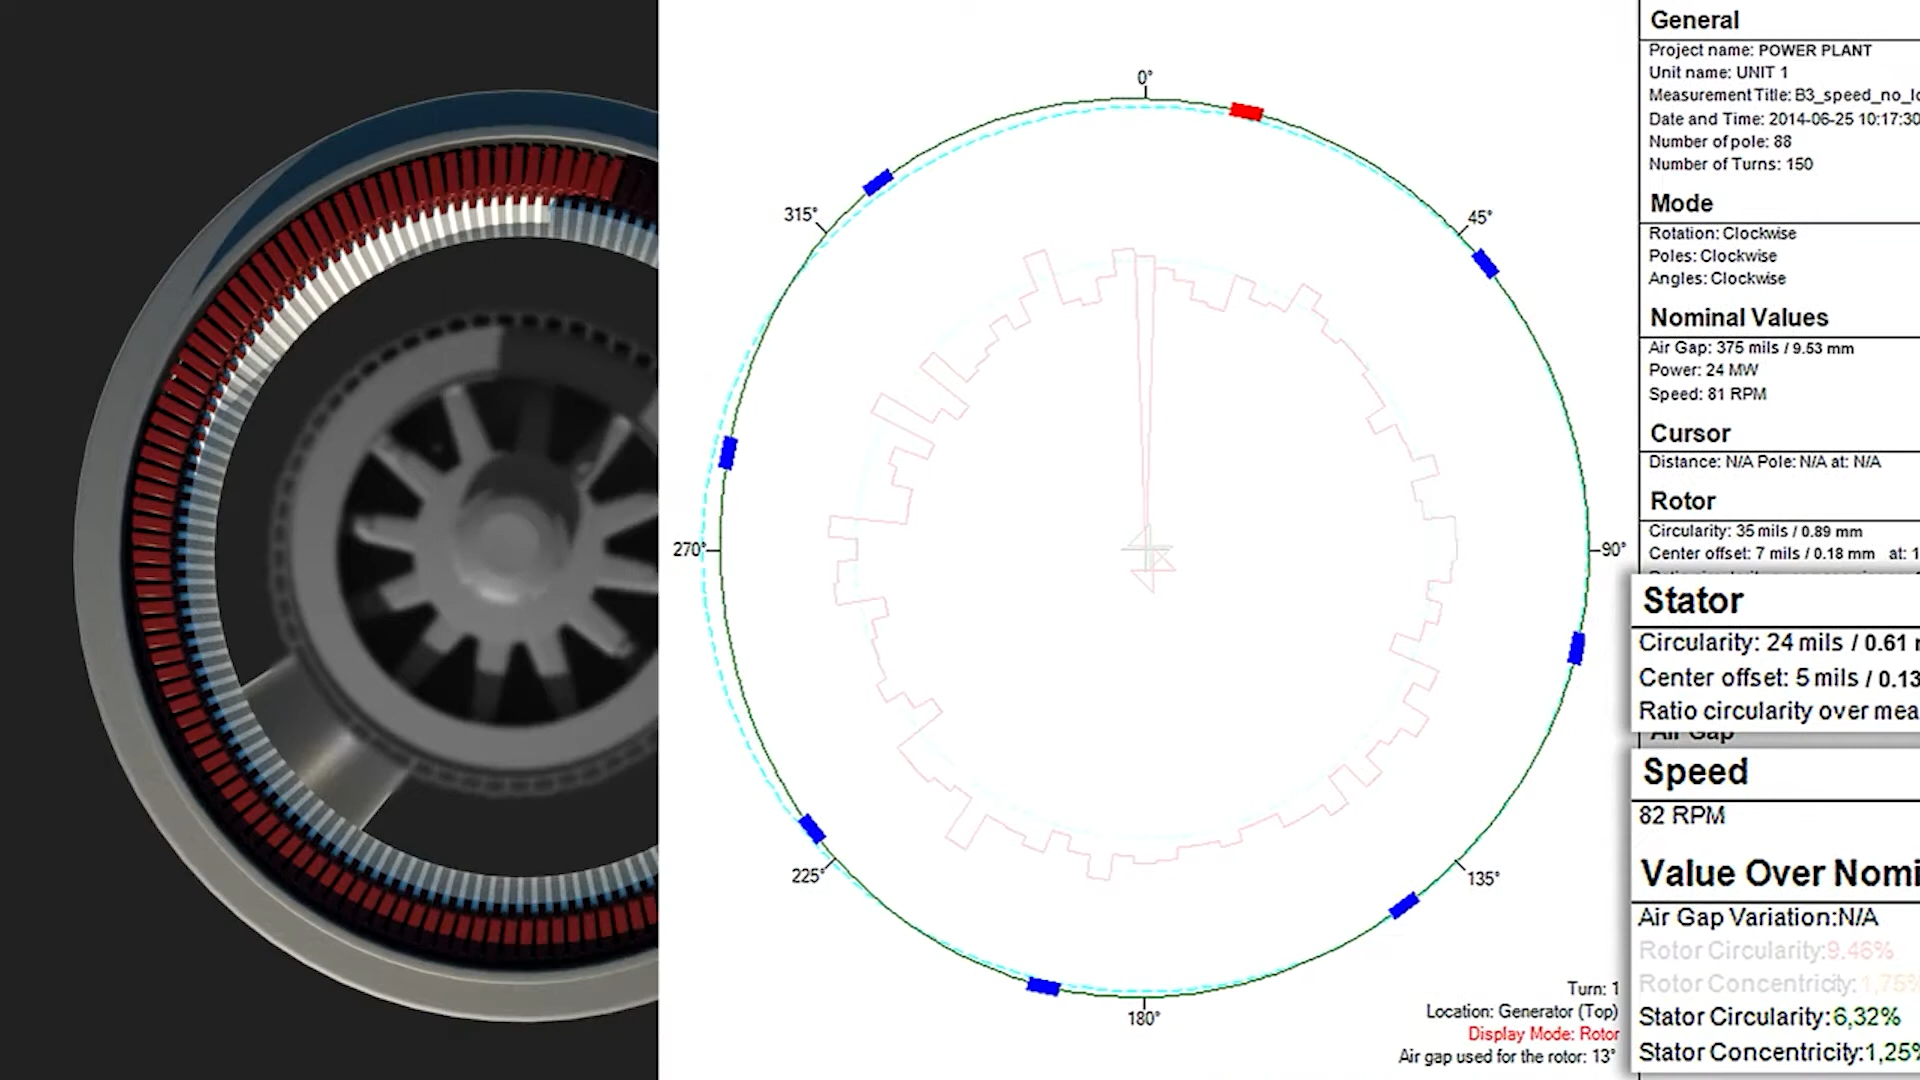 0°
45°
90°
135°
180°
225°
270°
315°
Turn: 1
Location: Generator (Top)
Display Mode: Rotor
Air gap used for the rotor: 13°
General
Project name: POWER PLANT
Unit name: UNIT 1
Measurement Title: B3_speed_no_lo
Date and Time: 2014-06-25 10:17:30
Number of pole: 88
Number of Turns: 150
Mode
Rotation: Clockwise
Poles: Clockwise
Angles: Clockwise
Nominal Values
Air Gap: 375 mils / 9.53 mm
Power: 24 MW
Speed: 81 RPM
Cursor
Distance: N/A Pole: N/A at: N/A
Rotor
Circularity: 35 mils / 0.89 mm
Center offset: 7 mils / 0.18 mm at: 1
Stator
Circularity: 24 mils / 0.61
Center offset: 5 mils / 0.13
Ratio circularity over mea
Air Gap
Speed
82 RPM
Value Over Nomi
Air Gap Variation:N/A
Rotor Circularity:9.46%
Rotor Concentricity:1,75%
Stator Circularity:6,32%
Stator Concentricity:1,25%